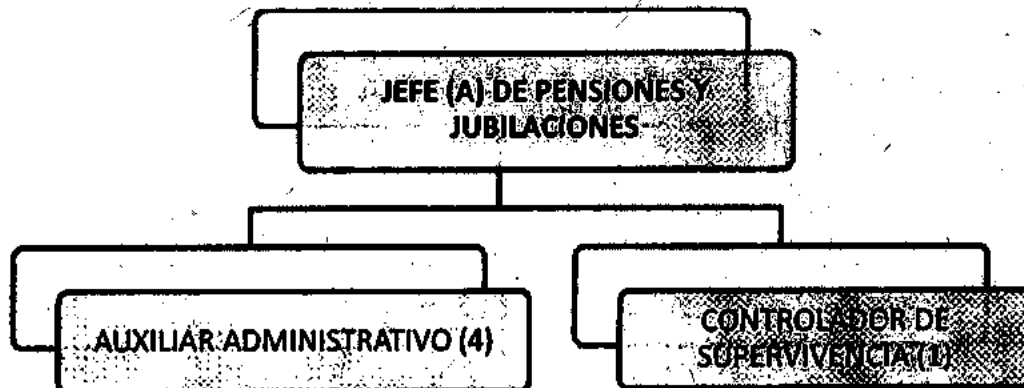 JEFE (A) DE PENSIONES Y
JUBILACIONES
AUXILIAR ADMINISTRATIVO (4)
CONTROLADOR DE
SUPERVIVENCIA (1)